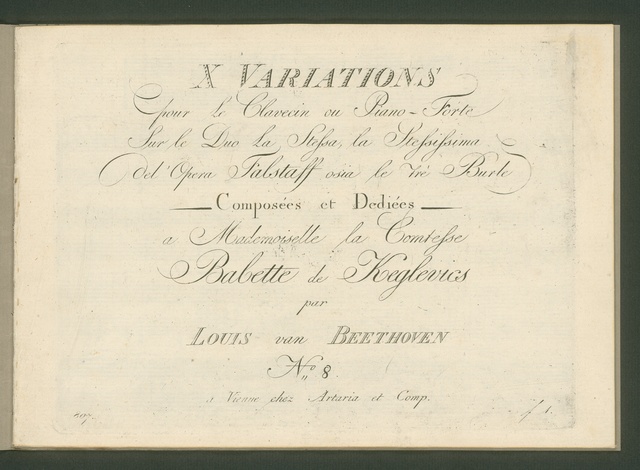 X VARIATIONS
pour le Clavecin ou Piano-Forte
Sur le Duo La Stessa, la Stessissima
del' Opera Falstaff osia le tré Burle
Composées et Dediées
a Mademoiselle la Comtesse
Babette de Keglevics
par
LOUIS van BEETHOVEN
No 8
a Vienne chez Artaria et Comp.